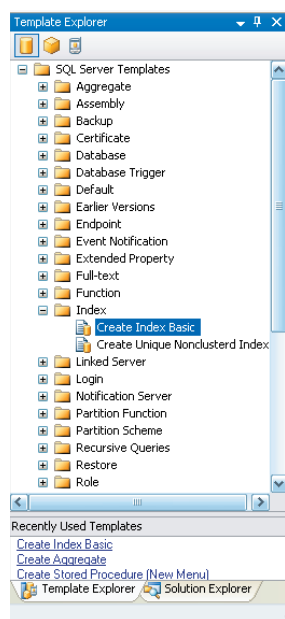 Template Explorer
SQL Server Templates
Aggregate
Assembly
Backup
Certificate
Database
Database Trigger
Default
Earlier Versions
Endpoint
Event Notification
Extended Property
Full-text
Function
Index
Create Index Basic
Create Unique Nonclusterd Index
Linked Server
Login
Notification Server
Partition Function
Partition Scheme
Recursive Queries
Restore
Role
Recently Used Templates
Create Index Basic
Create Aggregate
Create Stored Procedure (New Menu)
Template Explorer Solution Explorer